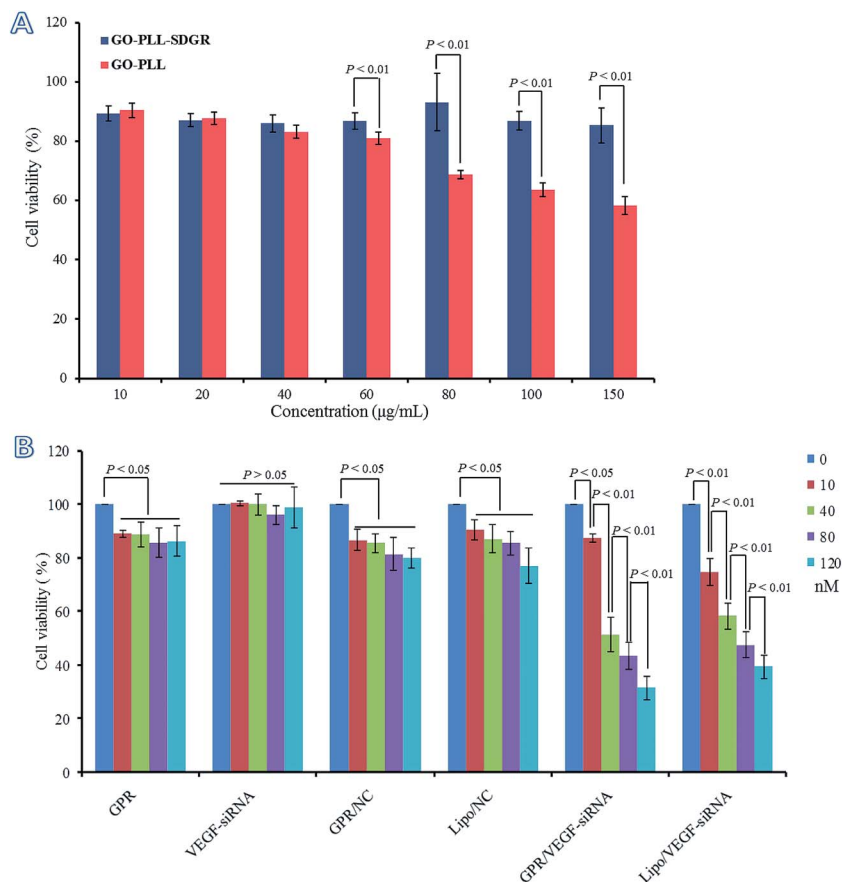 A
120
100
80
60
40
20
0
Cell viability (%)
GO-PLL-SDGR
GO-PLL
P < 0.01
P < 0.01
P < 0.01
P < 0.01
10 20 40 60 80 100 150
Concentration (µg/mL)
B
120
100
80
60
40
20
0
Cell viability ( %)
P < 0.05
P > 0.05
P < 0.05
P < 0.05
P < 0.05
P < 0.01
P < 0.01
P < 0.01
P < 0.01
P < 0.01
P < 0.01
P < 0.01
0
10
40
80
120
nM
GPR
VEGF-siRNA
GPR/NC
Lipo/NC
GPR/VEGF-siRNA
Lipo/VEGF-siRNA